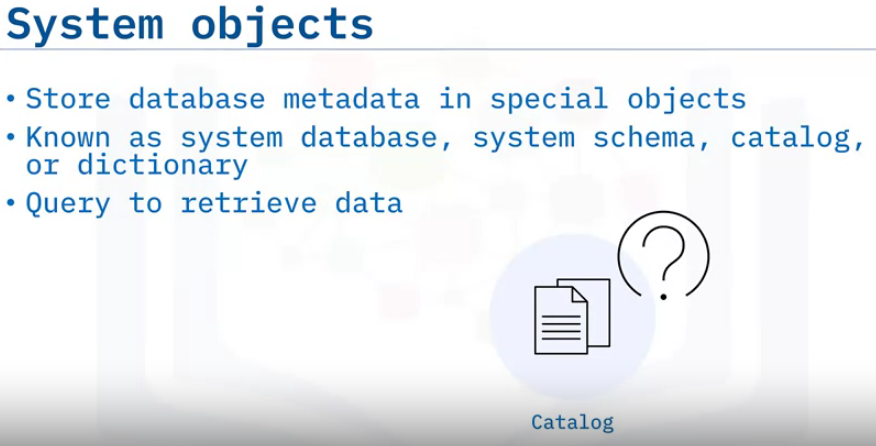 System objects
• Store database metadata in special objects
• Known as system database, system schema, catalog,
or dictionary
• Query to retrieve data
?
Catalog